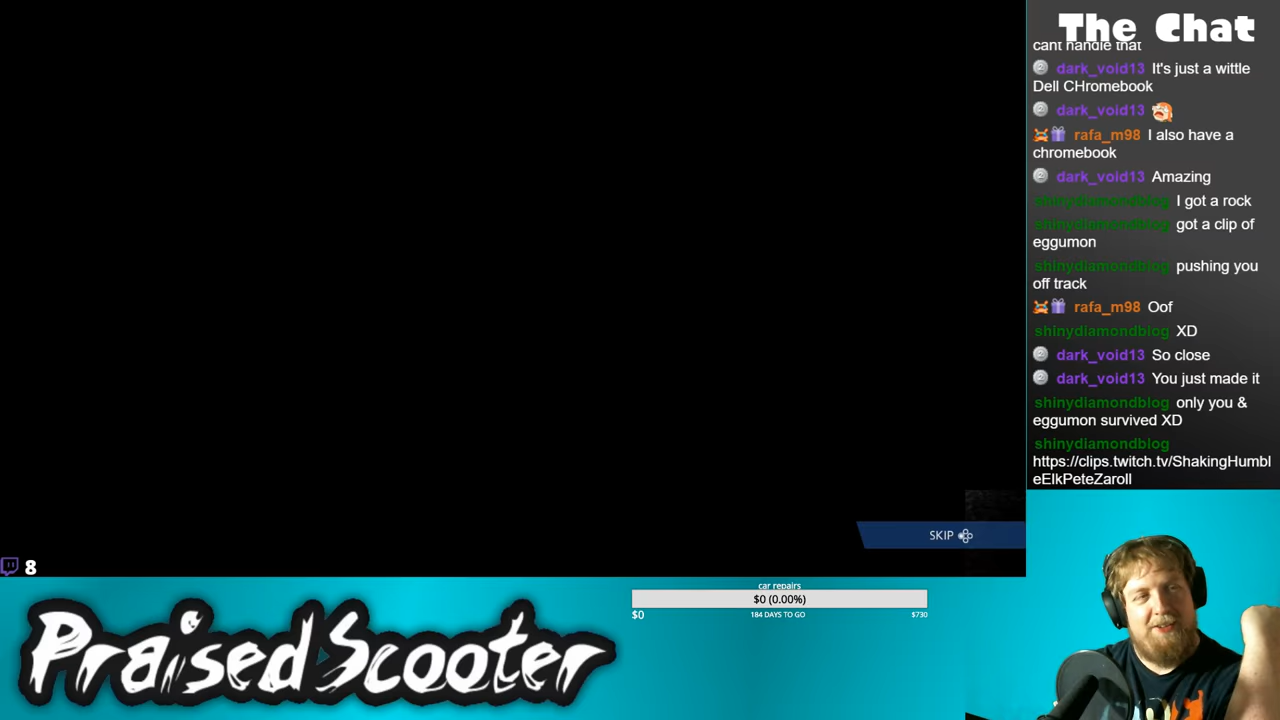 The Chat
cant handle that
dark_void13 It's just a wittle
Dell CHromebook
dark_void13
rafa_m98 I also have a
chromebook
dark_void13 Amazing
shinydiamondblog I got a rock
shinydiamondblog got a clip of
eggumon
shinydiamondblog pushing you
off track
rafa_m98 Oof
shinydiamondblog XD
dark_void13 So close
dark_void13 You just made it
shinydiamondblog only you &
eggumon survived XD
shinydiamondblog
https://clips.twitch.tv/ShakingHumbl
eElkPeteZaroll
SKIP
8
car repairs
$0 (0.00%)
$0 184 DAYS TO GO $730
PraisedScooter